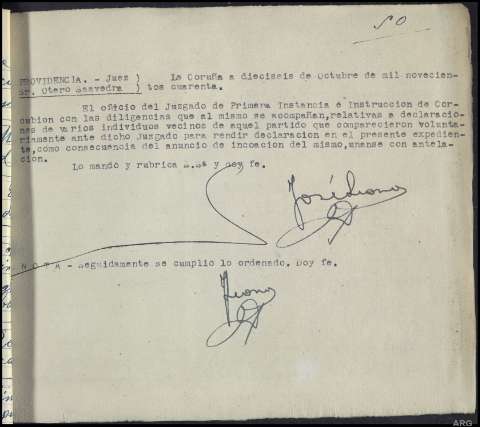 50
PROVIDENCIA. - Juez ) La Coruña a dieciseis de Octubre de mil novecien-
Sr. Otero Saavedra ) tos cuarenta.
El oficio del Juzgado de Primera Instancia e Instruccion de Cor-
cubion con las diligencias que al mismo se acompañan, relativas a declaracio-
nes de varios individuos vecinos de aquel partido que comparecieron volunta-
riamente ante dicho Juzgado para rendir declaracion en el presente expedien-
te, como consecuencia del anuncio de incoacion del mismo, unanse con antela-
cion.
Lo mando y rubrica S.Sª y doy fe.
José
NOTA - Seguidamente se cumplio lo ordenado. Doy fe.
ARG